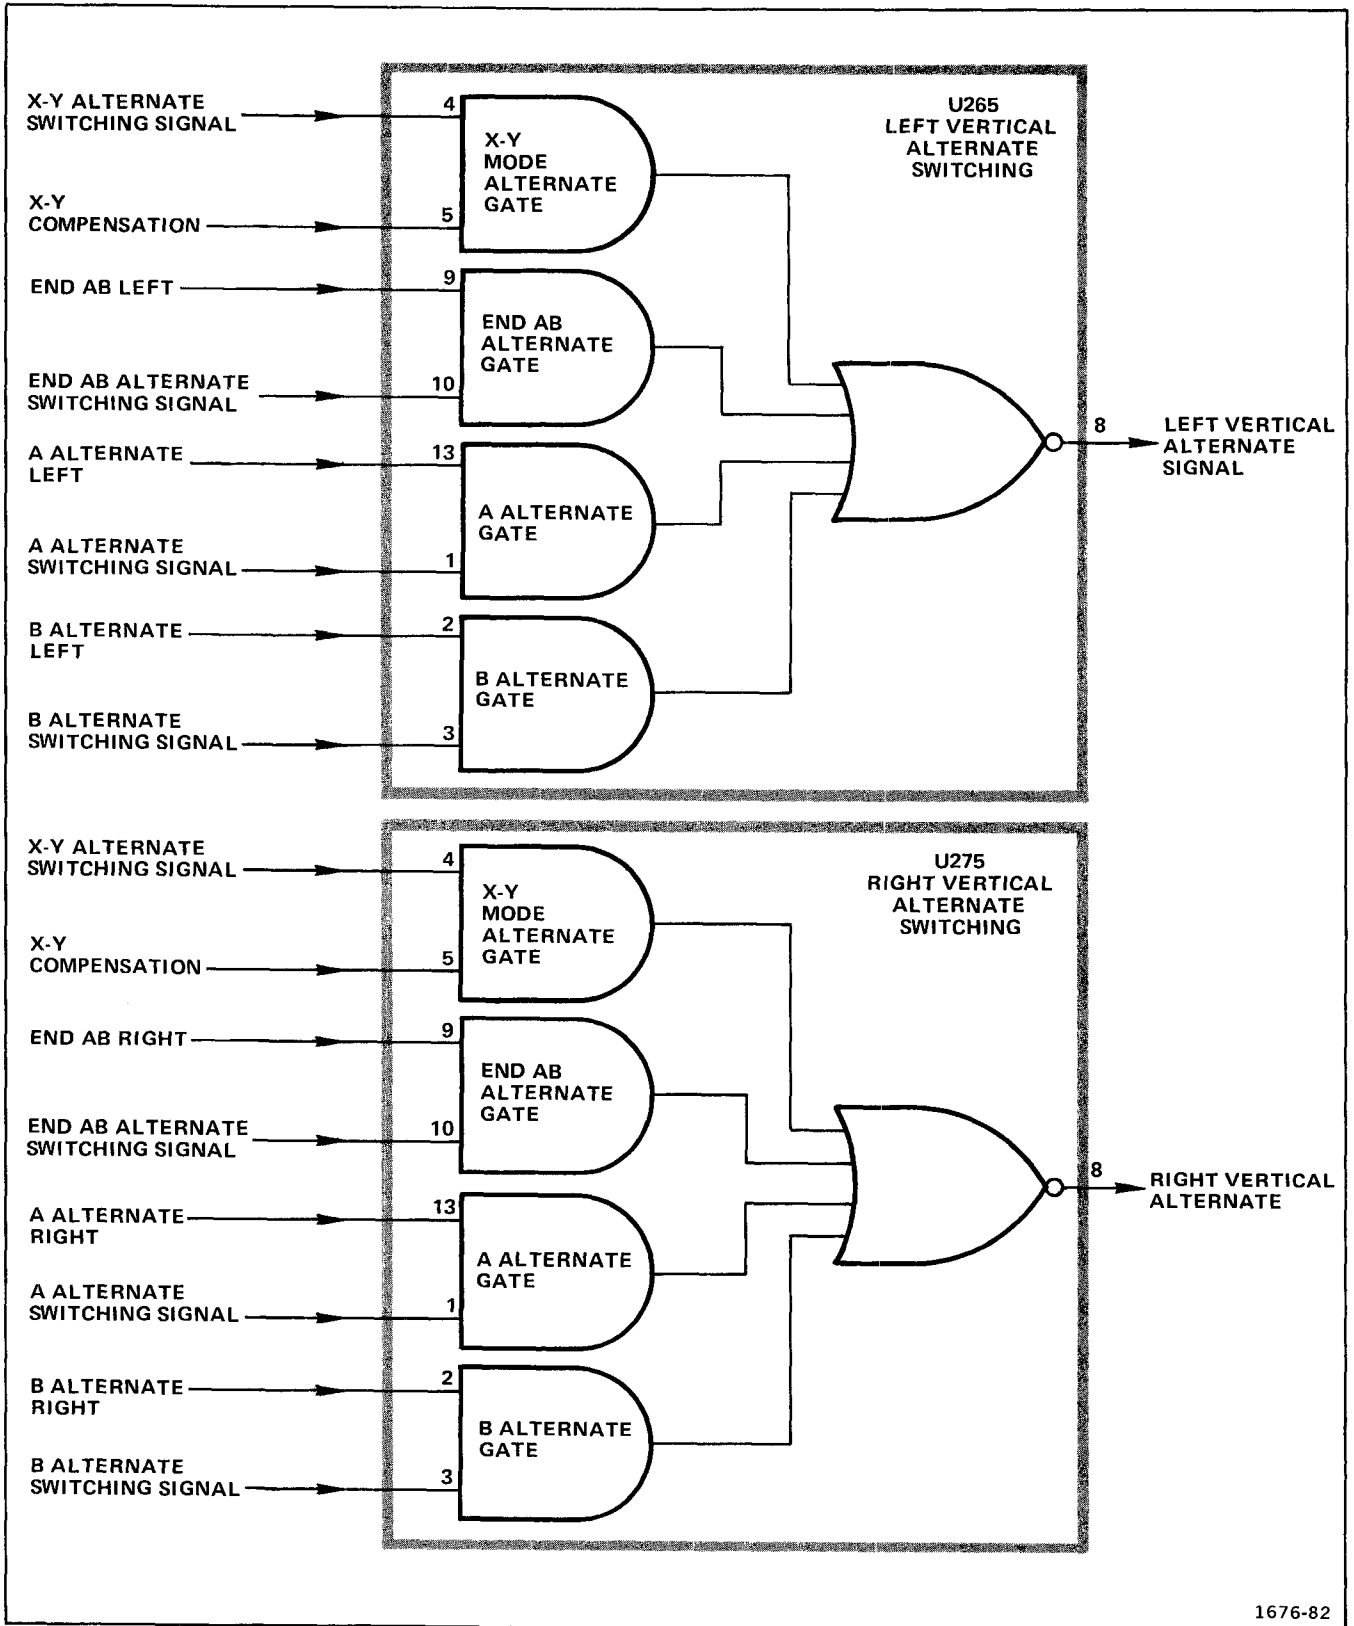 X-Y ALTERNATE
SWITCHING SIGNAL
4
X-Y
MODE
ALTERNATE
GATE
U265
LEFT VERTICAL
ALTERNATE
SWITCHING
X-Y
COMPENSATION
5
END AB LEFT
9
END AB
ALTERNATE
GATE
END AB ALTERNATE
SWITCHING SIGNAL
10
A ALTERNATE
LEFT
13
8
LEFT VERTICAL
ALTERNATE
SIGNAL
A ALTERNATE
GATE
A ALTERNATE
SWITCHING SIGNAL
1
B ALTERNATE
LEFT
2
B ALTERNATE
GATE
B ALTERNATE
SWITCHING SIGNAL
3
X-Y ALTERNATE
SWITCHING SIGNAL
4
X-Y
MODE
ALTERNATE
GATE
U275
RIGHT VERTICAL
ALTERNATE
SWITCHING
X-Y
COMPENSATION
5
END AB RIGHT
9
END AB
ALTERNATE
GATE
END AB ALTERNATE
SWITCHING SIGNAL
10
8
RIGHT VERTICAL
ALTERNATE
A ALTERNATE
RIGHT
13
A ALTERNATE
GATE
A ALTERNATE
SWITCHING SIGNAL
1
B ALTERNATE
RIGHT
2
B ALTERNATE
GATE
B ALTERNATE
SWITCHING SIGNAL
3
1676-82